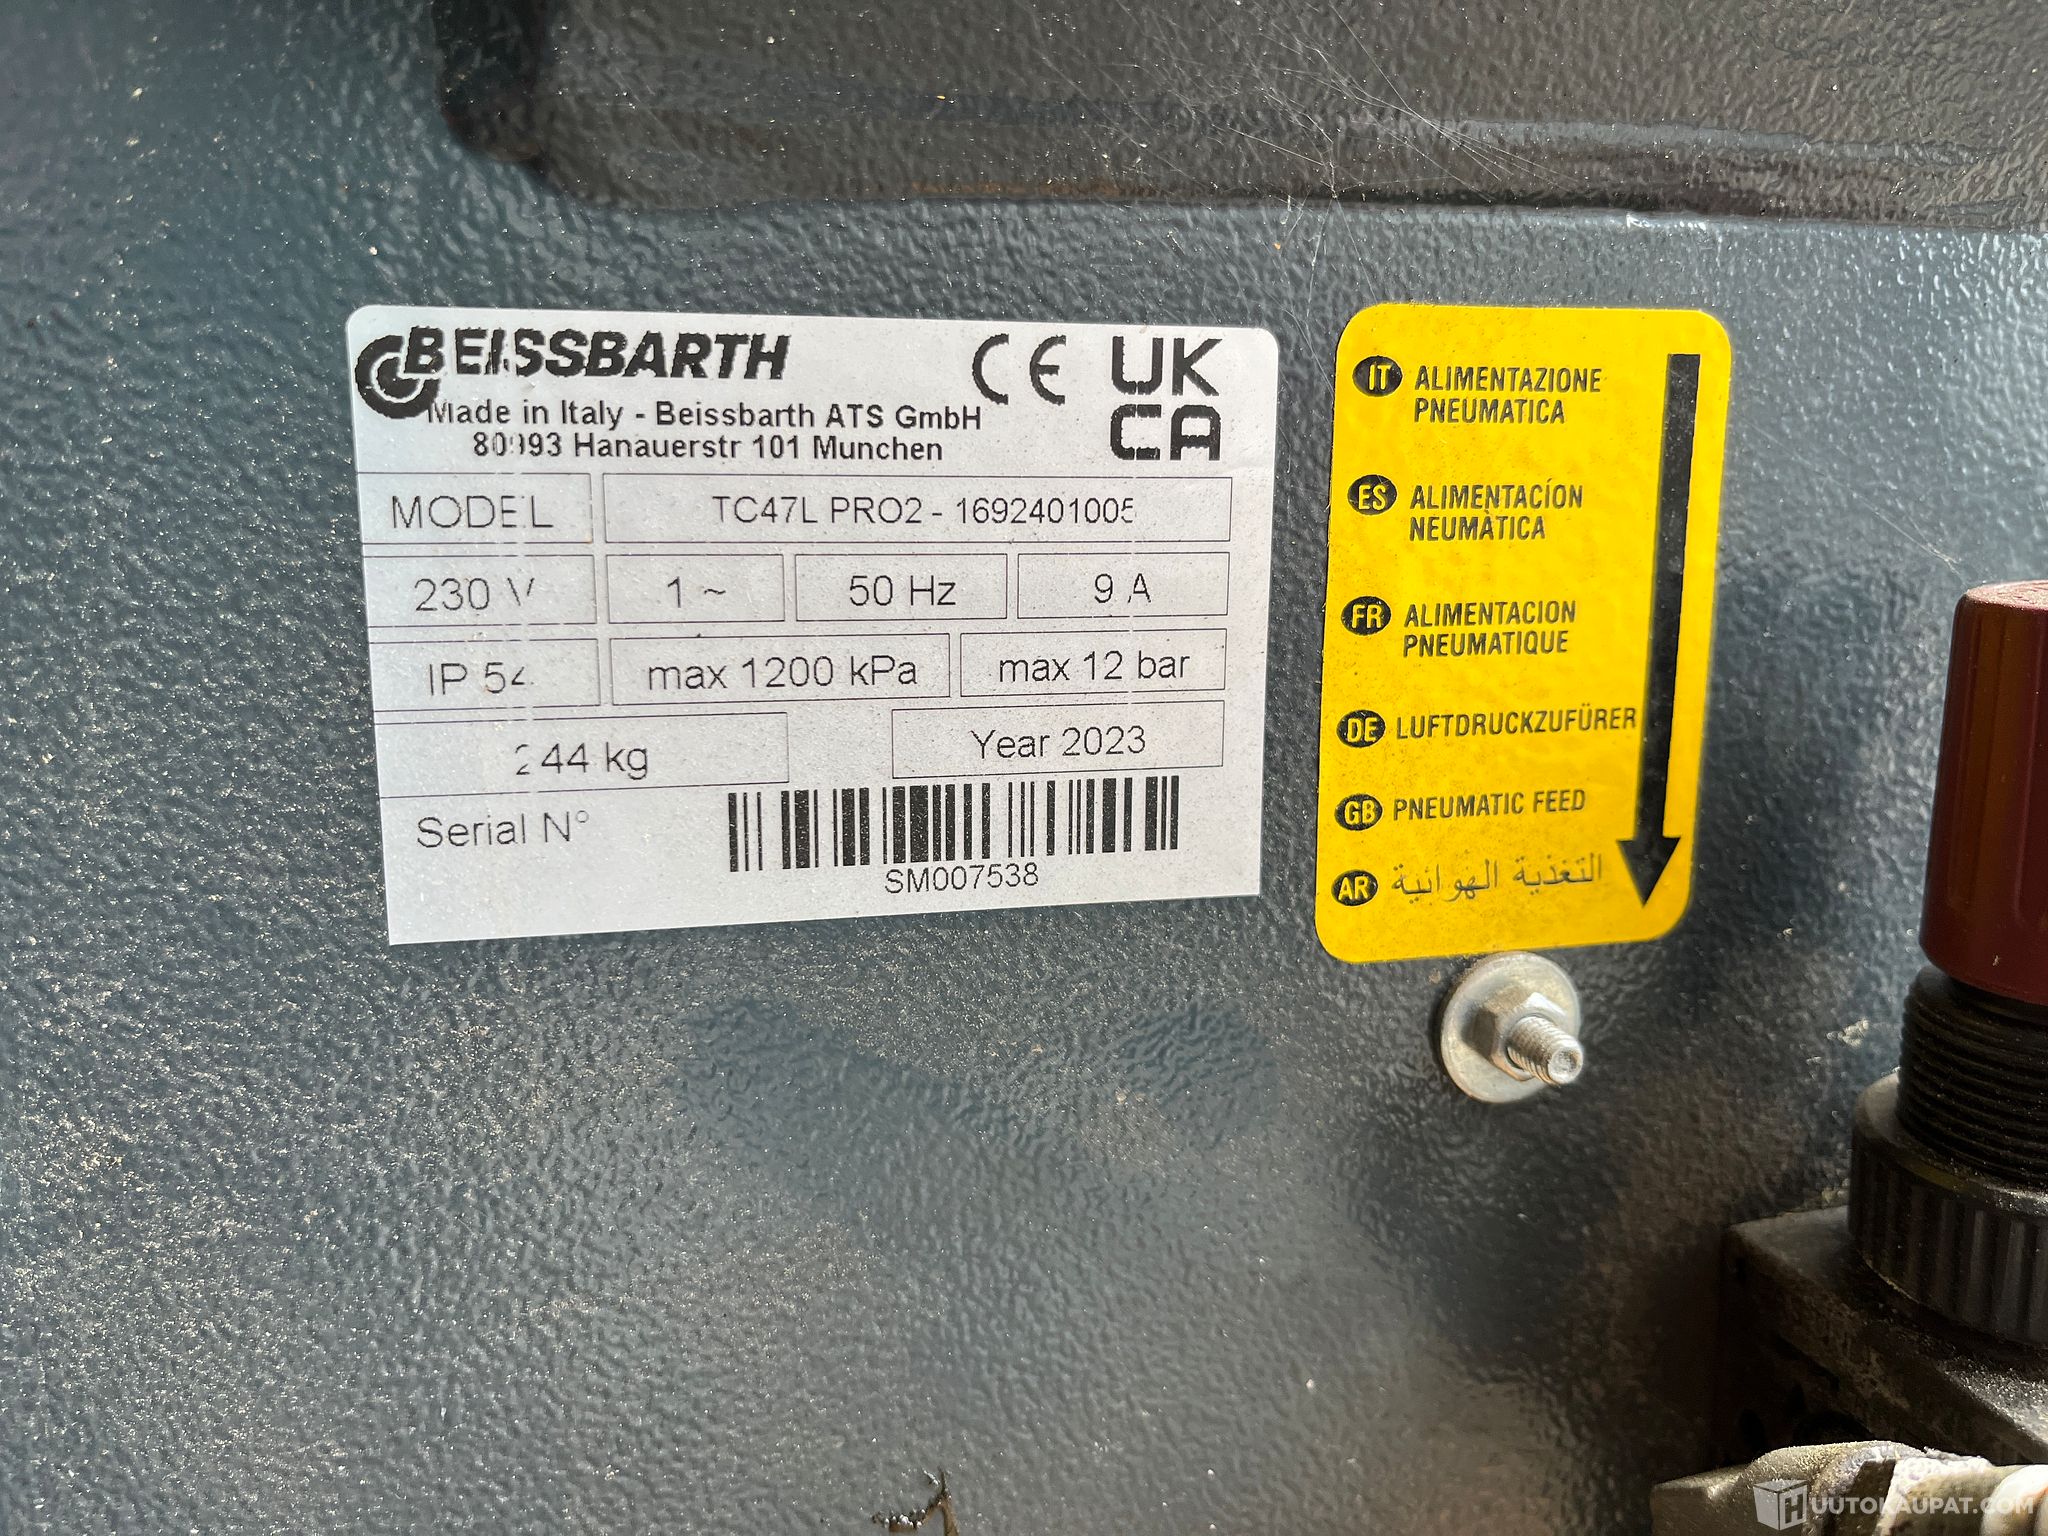 BEISSBARTH
CE
UK
CA
Made in Italy - Beissbarth ATS GmbH
80993 Hanauerstr 101 Munchen
MODEL
TC47L PRO2 - 1692401005
230 V
1 ~
50 Hz
9 A
IP 54
max 1200 kPa
max 12 bar
244 kg
Year 2023
Serial N°
SM007538
IT ALIMENTAZIONE
PNEUMATICA
ES ALIMENTACÍON
NEUMÀTICA
FR ALIMENTACION
PNEUMATIQUE
DE LUFTDRUCKZUFÜRER
GB PNEUMATIC FEED
AR التغذية الهوائية
HUUTOKAUPAT.COM